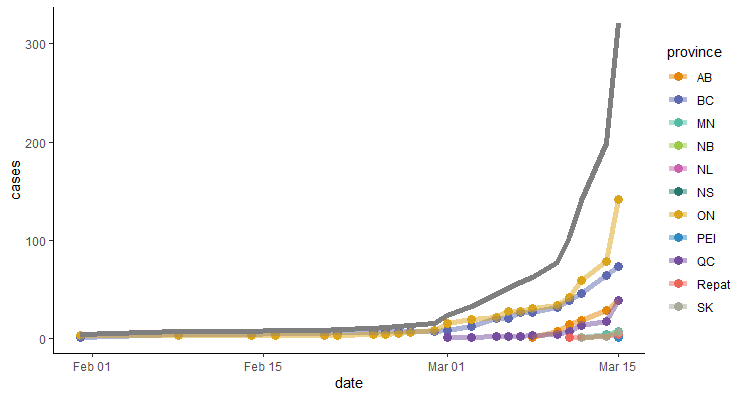 300
200
100
0
cases
Feb 01
Feb 15
Mar 01
Mar 15
date
province
AB
BC
MN
NB
NL
NS
ON
PEI
QC
Repat
SK